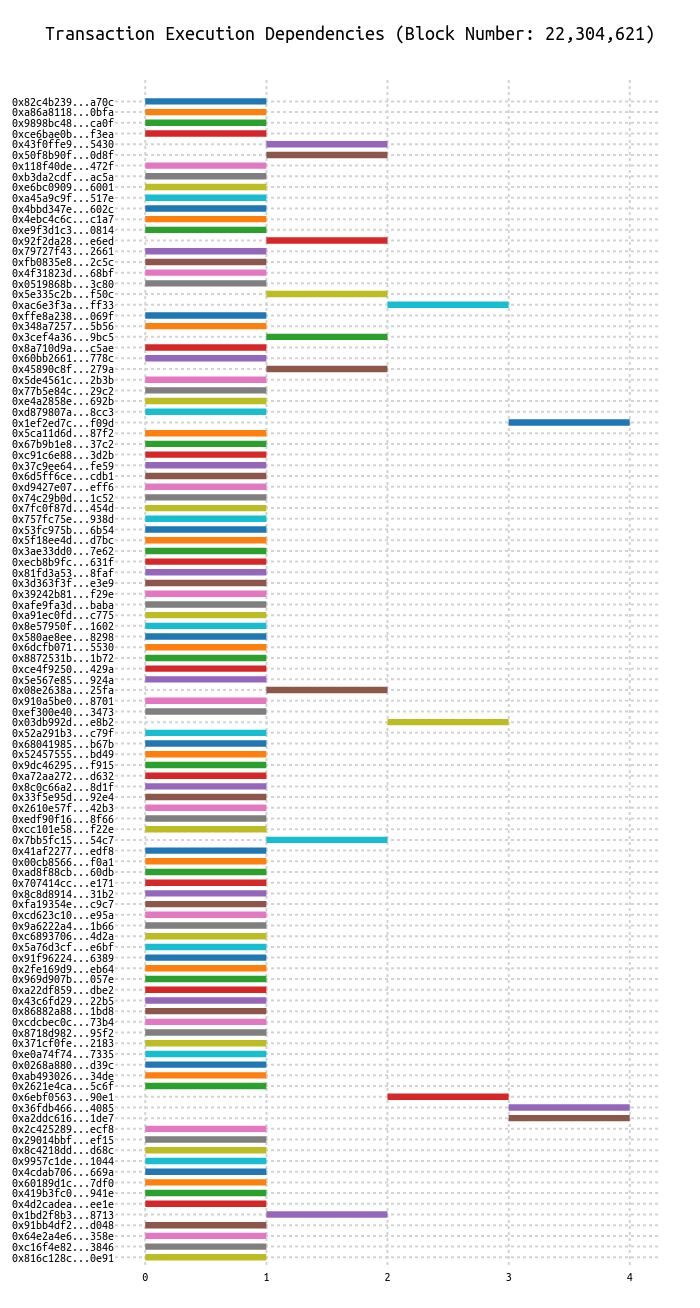 Transaction Execution Dependencies (Block Number: 22,304,621)
0x82c4b239...a70c
0xa86a8118...0bfa
0x9898bc48...ca0f
0xce6bae0b...f3ea
0x43f0ffe9...5430
0x50f8b90f...0d8f
0x118f40de...472f
0xb3da2cdf...ac5a
0xe6bc0909...6001
0xa45a9c9f...517e
0x4bbd347e...602c
0x4ebc4c6c...c1a7
0xe9f3d1c3...0814
0x92f2da28...e6ed
0x79727f43...2661
0xfb0835e8...2c5c
0x4f31823d...68bf
0x0519868b...3c80
0x5e335c2b...f50c
0xac6e3f3a...ff33
0xffe8a238...069f
0x348a7257...5b56
0x3cef4a36...9bc5
0x8a710d9a...c5ae
0x60bb2661...778c
0x45890c8f...279a
0x5de4561c...2b3b
0x77b5e84c...29c2
0xe4a2858e...692b
0xd879807a...8cc3
0x1ef2ed7c...f09d
0x5ca11d6d...87f2
0x67b9b1e8...37c2
0xc91c6e88...3d2b
0x37c9ee64...fe59
0x6d5ff6ce...cdb1
0xd9427e07...eff6
0x74c29b0d...1c52
0x7fc0f87d...454d
0x757fc75e...938d
0x53fc975b...6b54
0x5f18ee4d...d7bc
0x3ae33dd0...7e62
0xecb8b9fc...631f
0x81fd3a53...8faf
0x3d363f3f...e3e9
0x39242b81...f29e
0xafe9fa3d...baba
0xa91ec0fd...c775
0x8e57950f...1602
0x580ae8ee...8298
0x6dcfb071...5530
0x8872531b...1b72
0xce4f9250...429a
0x5e567e85...924a
0x08e2638a...25fa
0x910a5be0...8701
0xef300e40...3473
0x03db992d...e8b2
0x52a291b3...c79f
0x68041985...b67b
0x52457555...bd49
0x9dc46295...f915
0xa72aa272...d632
0x8c0c66a2...8d1f
0x33f5e95d...92e4
0x2610e57f...42b3
0xedf90f16...8f66
0xcc101e58...f22e
0x7bb5fc15...54c7
0x41af2277...edf8
0x00cb8566...f0a1
0xad8f88cb...60db
0x707414cc...e171
0x8c8d8914...31b2
0xfa19354e...c9c7
0xcd623c10...e95a
0x9a6222a4...1b66
0xc6893706...4d2a
0x5a76d3cf...e6bf
0x91f96224...6389
0x2fe169d9...eb64
0x969d907b...057e
0xa22df859...dbe2
0x43c6fd29...22b5
0x86882a88...1bd8
0xcdcbec0c...73b4
0x8718d982...95f2
0x371cf0fe...2183
0xe0a74f74...7335
0x0268a880...d39c
0xab493026...34de
0x2621e4ca...5c6f
0x6ebf0563...90e1
0x36fdb466...4085
0xa2ddc616...1de7
0x2c425289...ecf8
0x29014bbf...ef15
0x8c4218dd...d68c
0x9957c1de...1044
0x4cdab706...669a
0x60189d1c...7df0
0x419b3fc0...941e
0x4d2cadea...ee1e
0x1bd2f8b3...8713
0x91bb4df2...d048
0x64e2a4e6...358e
0xc16f4e82...3846
0x816c128c...0e91
0 1 2 3 4